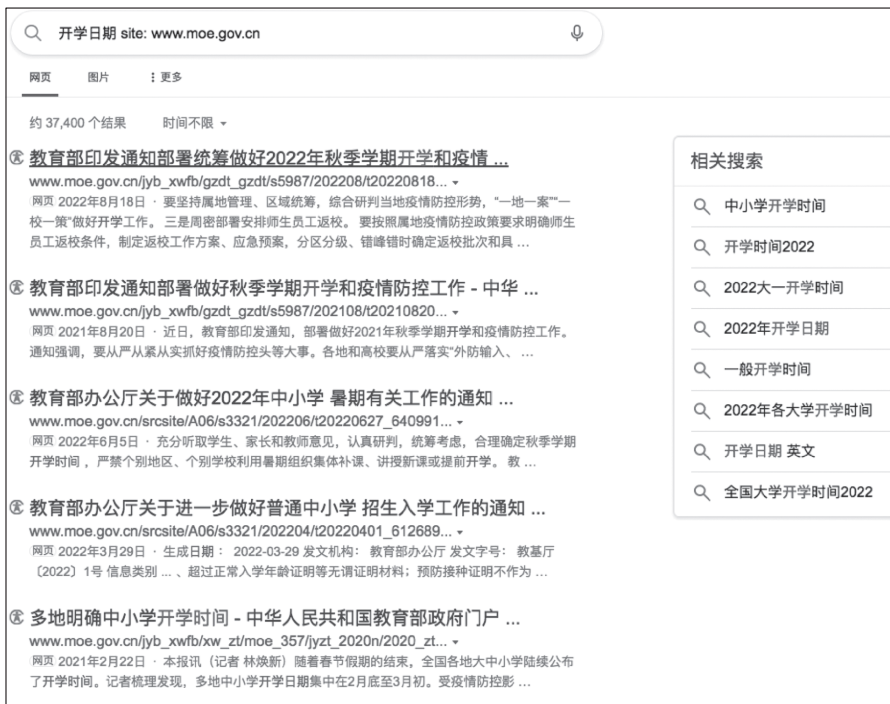 开学日期 site: www.moe.gov.cn
网页 图片 更多
约 37,400 个结果 时间不限
教育部印发通知部署统筹做好2022年秋季学期开学和疫情 ...
www.moe.gov.cn/jyb_xwfb/gzdt_gzdt/s5987/202208/t20220818...
网页 2022年8月18日 · 要坚持属地管理、区域统筹，综合研判当地疫情防控形势，“一地一案”“一
校一策”做好开学工作。 三是周密部署安排师生员工返校。 要按照属地疫情防控政策要求明确师生
员工返校条件，制定返校工作方案、应急预案，分区分级、错峰错时确定返校批次和具 ...
教育部印发通知部署做好秋季学期开学和疫情防控工作 - 中华 ...
www.moe.gov.cn/jyb_xwfb/gzdt_gzdt/s5987/202108/t20210820...
网页 2021年8月20日 · 近日，教育部印发通知，部署做好2021年秋季学期开学和疫情防控工作。
通知强调，要从严从紧从实抓好疫情防控头等大事。各地和高校要从严落实“外防输入、 ...
教育部办公厅关于做好2022年中小学 暑期有关工作的通知 ...
www.moe.gov.cn/srcsite/A06/s3321/202206/t20220627_640991...
网页 2022年6月5日 · 充分听取学生、家长和教师意见，认真研判，统筹考虑，合理确定秋季学期
开学时间 ，严禁个别地区、个别学校利用暑期组织集体补课、讲授新课或提前开学。 教 ...
教育部办公厅关于进一步做好普通中小学 招生入学工作的通知 ...
www.moe.gov.cn/srcsite/A06/s3321/202204/t20220401_612689...
网页 2022年3月29日 · 生成日期： 2022-03-29 发文机构： 教育部办公厅 发文字号： 教基厅
〔2022〕1号 信息类别 ... 、超过正常入学年龄证明等无谓证明材料；预防接种证明不作为 ...
多地明确中小学开学时间 - 中华人民共和国教育部政府门户 ...
www.moe.gov.cn/jyb_xwfb/xw_zt/moe_357/jyzt_2020n/2020_zt...
网页 2021年2月22日 · 本报讯（记者 林焕新）随着春节假期的结束，全国各地大中小学陆续公布
了开学时间。记者梳理发现，多地中小学开学日期集中在2月底至3月初。受疫情防控影 ...
相关搜索
中小学开学时间
开学时间2022
2022大一开学时间
2022年开学日期
一般开学时间
2022年各大学开学时间
开学日期 英文
全国大学开学时间2022